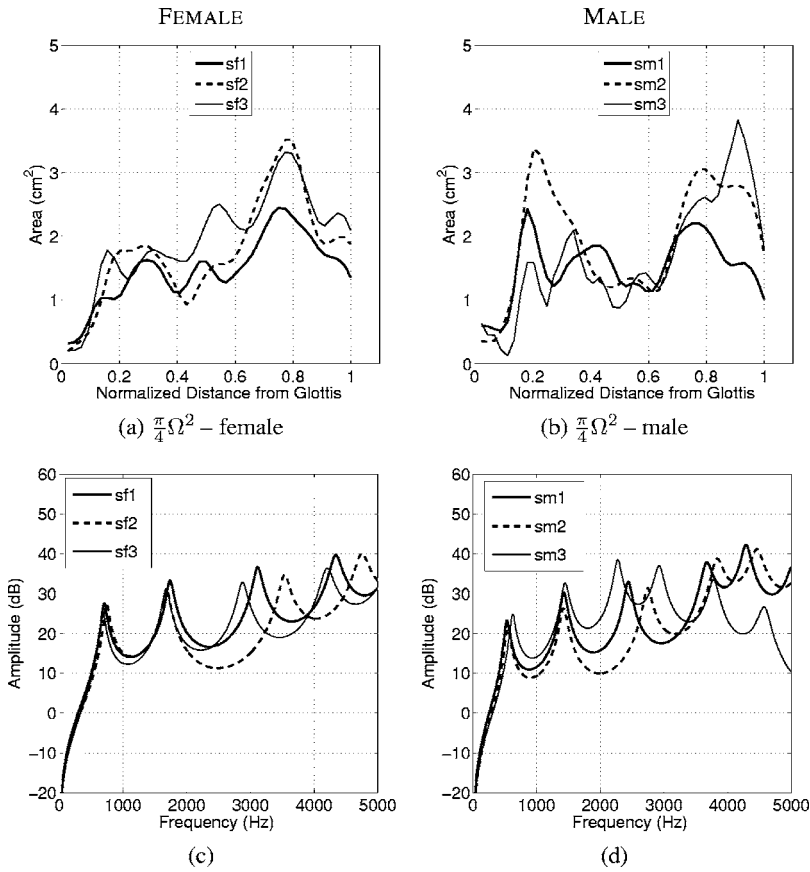 FEMALE
MALE
5
4
3
2
1
0
Area (cm²)
sf1
sf2
sf3
0 0.2 0.4 0.6 0.8 1
Normalized Distance from Glottis
(a) π/4 Ω² – female
5
4
3
2
1
0
Area (cm²)
sm1
sm2
sm3
0 0.2 0.4 0.6 0.8 1
Normalized Distance from Glottis
(b) π/4 Ω² – male
60
50
40
30
20
10
0
−10
−20
Amplitude (dB)
sf1
sf2
sf3
0 1000 2000 3000 4000 5000
Frequency (Hz)
(c)
60
50
40
30
20
10
0
−10
−20
Amplitude (dB)
sm1
sm2
sm3
0 1000 2000 3000 4000 5000
Frequency (Hz)
(d)